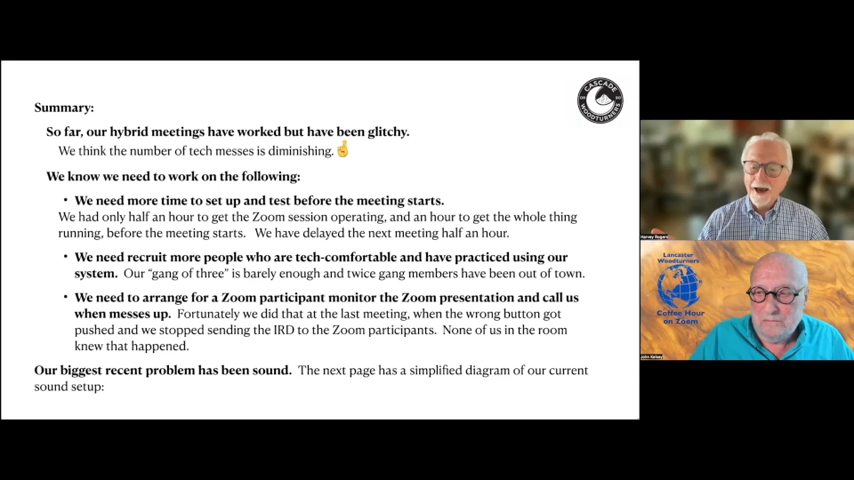 CASCADE
WOODTURNERS
Summary:
So far, our hybrid meetings have worked but have been glitchy.
We think the number of tech messes is diminishing.
We know we need to work on the following:
• We need more time to set up and test before the meeting starts.
We had only half an hour to get the Zoom session operating, and an hour to get the whole thing
running, before the meeting starts. We have delayed the next meeting half an hour.
• We need recruit more people who are tech-comfortable and have practiced using our
system. Our “gang of three” is barely enough and twice gang members have been out of town.
• We need to arrange for a Zoom participant monitor the Zoom presentation and call us
when messes up. Fortunately we did that at the last meeting, when the wrong button got
pushed and we stopped sending the IRD to the Zoom participants. None of us in the room
knew that happened.
Our biggest recent problem has been sound. The next page has a simplified diagram of our current
sound setup:
Harvey Rogers
Lancaster
Woodturners
Coffee Hour
on Zoom
John Kelsey